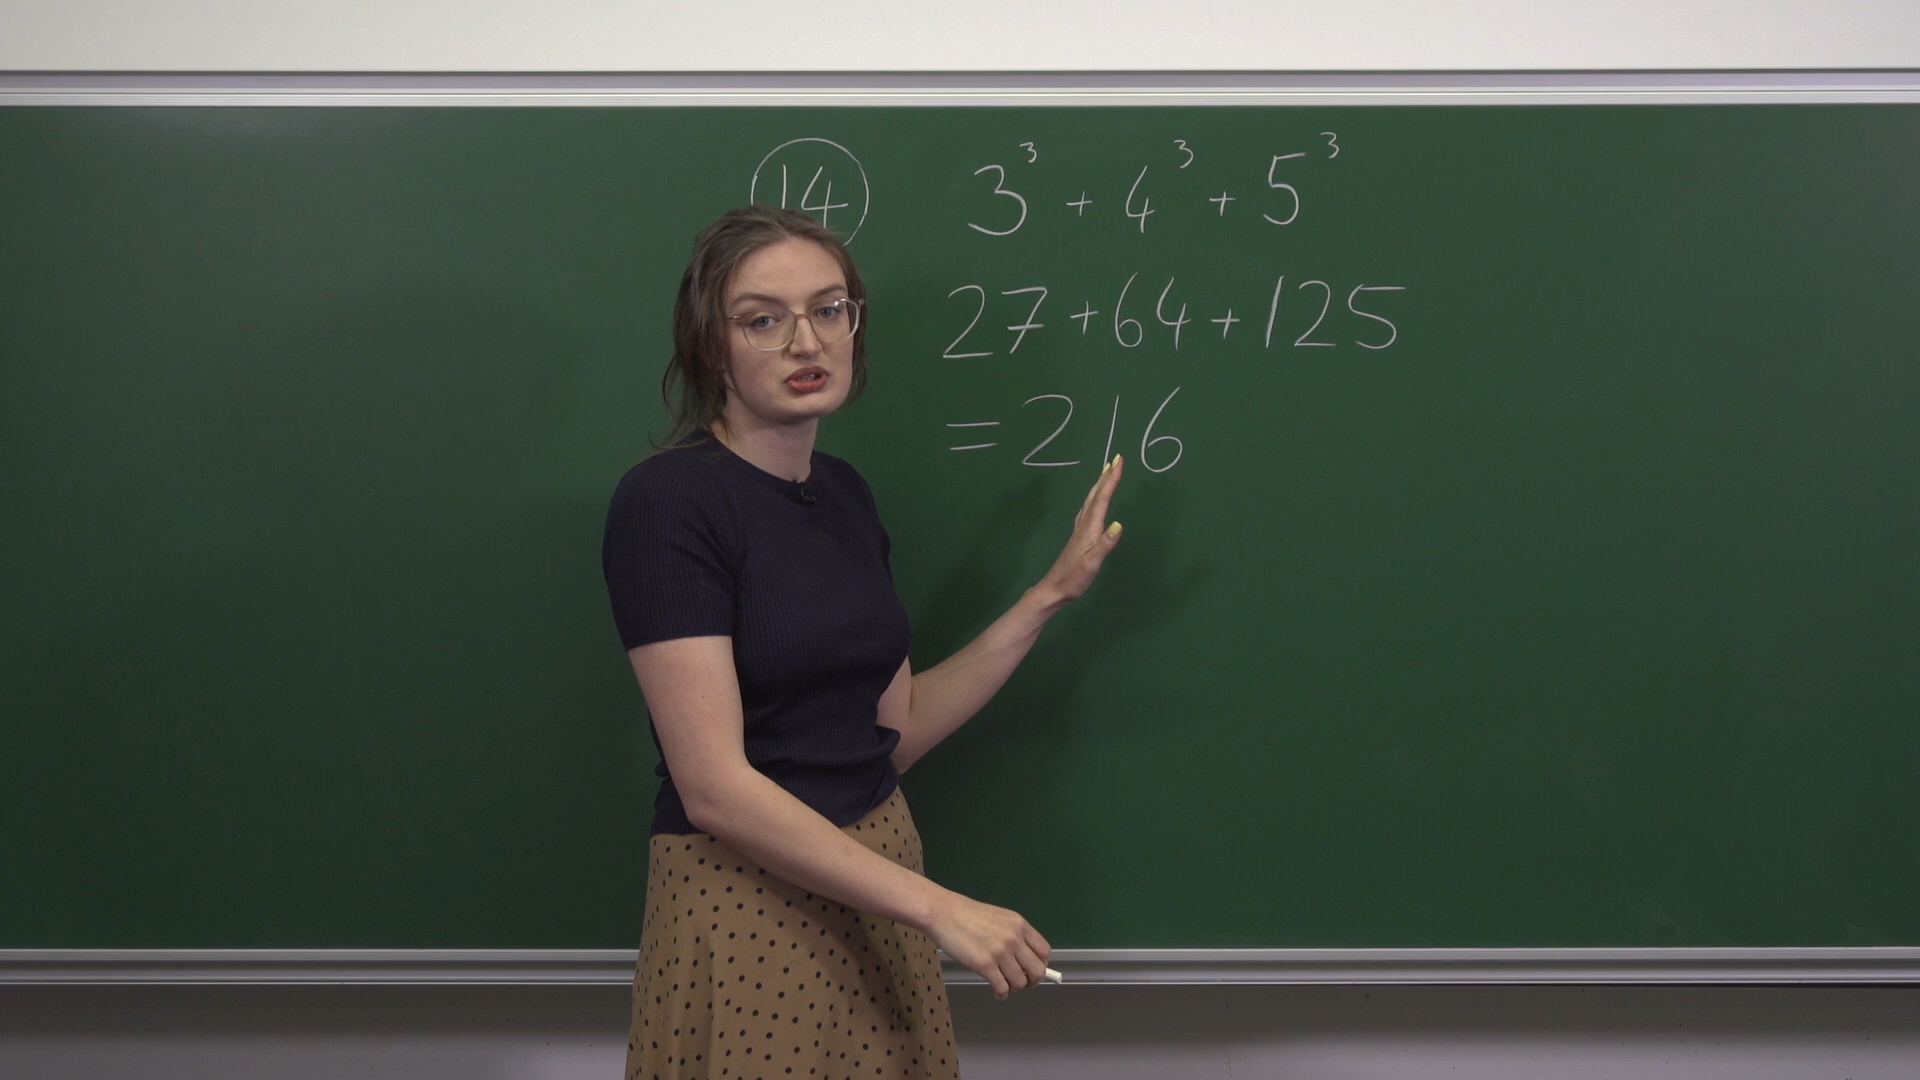 14 3³ + 4³ + 5³
27 + 64 + 125
= 216